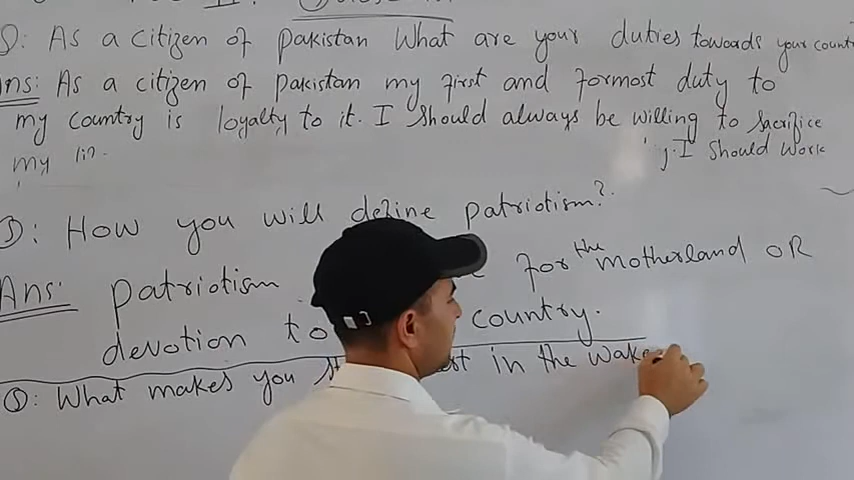 Q: As a citizen of pakistan What are your duties towards your count
Ans: As a citizen of pakistan my first and formost duty to
my country is loyalty to it. I should always be willing to sacrifice
my I should work
Q: How you will define patriotism?
Ans: patriotism for the motherland OR
devotion to country.
Q: What makes you in the wake